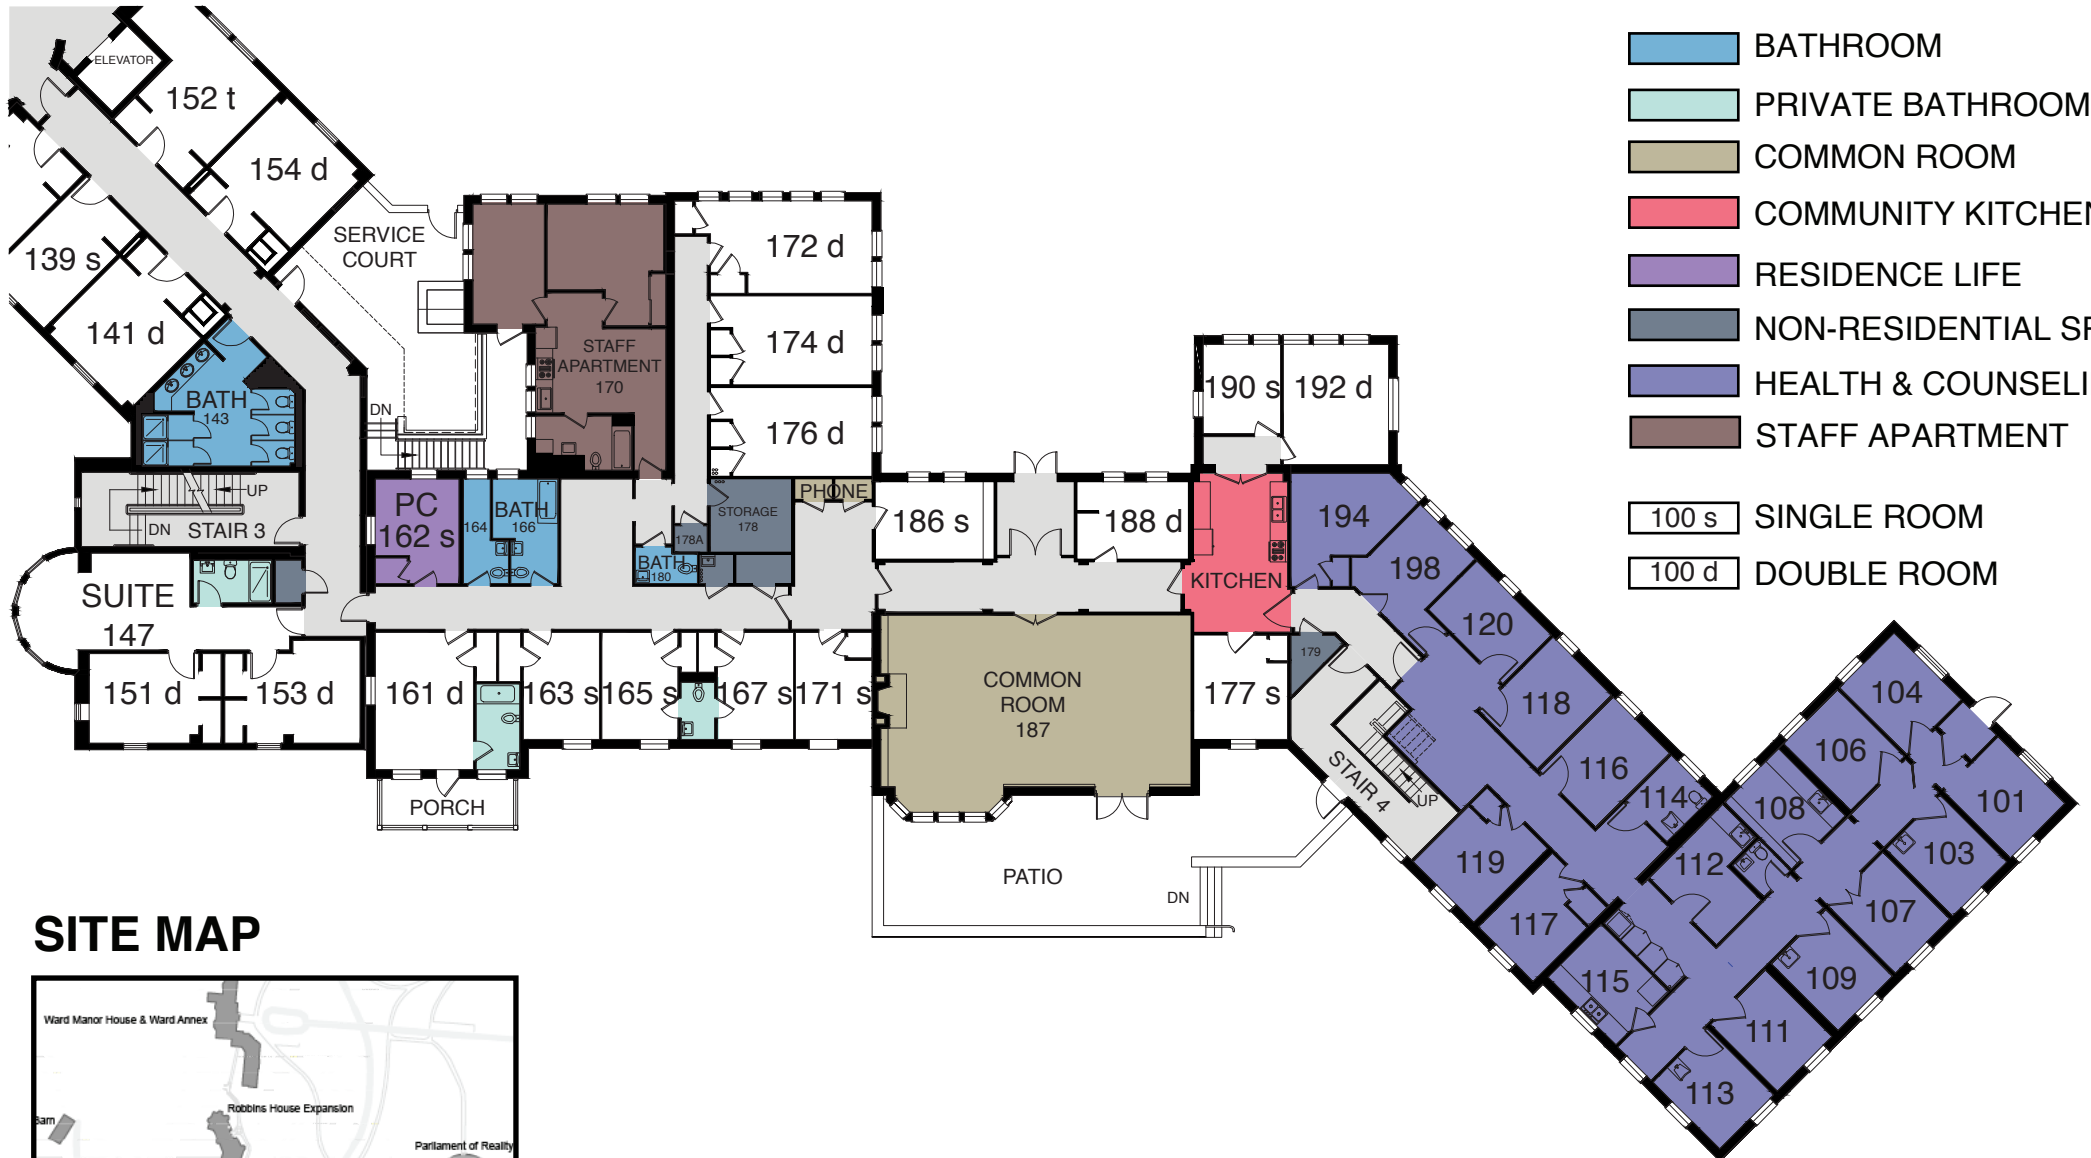 ELEVATOR
152 t
154 d
139 s
141 d
SERVICE
COURT
BATH
143
DN
UP
DN
STAIR 3
SUITE
147
151 d
153 d
PC
162 s
164
BATH
166
STAFF
APARTMENT
170
172 d
174 d
176 d
STORAGE
178
178A
BATH
180
PHONE
161 d
163 s
165 s
167 s
171 s
PORCH
186 s
188 d
190 s
192 d
KITCHEN
COMMON
ROOM
187
177 s
179
STAIR 4
UP
PATIO
DN
194
198
120
118
116
114
119
117
115
112
108
106
104
101
103
107
109
111
113
BATHROOM
PRIVATE BATHROOM
COMMON ROOM
COMMUNITY KITCHEN
RESIDENCE LIFE
NON-RESIDENTIAL SP
HEALTH & COUNSELI
STAFF APARTMENT
100 s SINGLE ROOM
100 d DOUBLE ROOM
SITE MAP
Ward Manor House & Ward Annex
Robbins House Expansion
Barn
Parliament of Reality